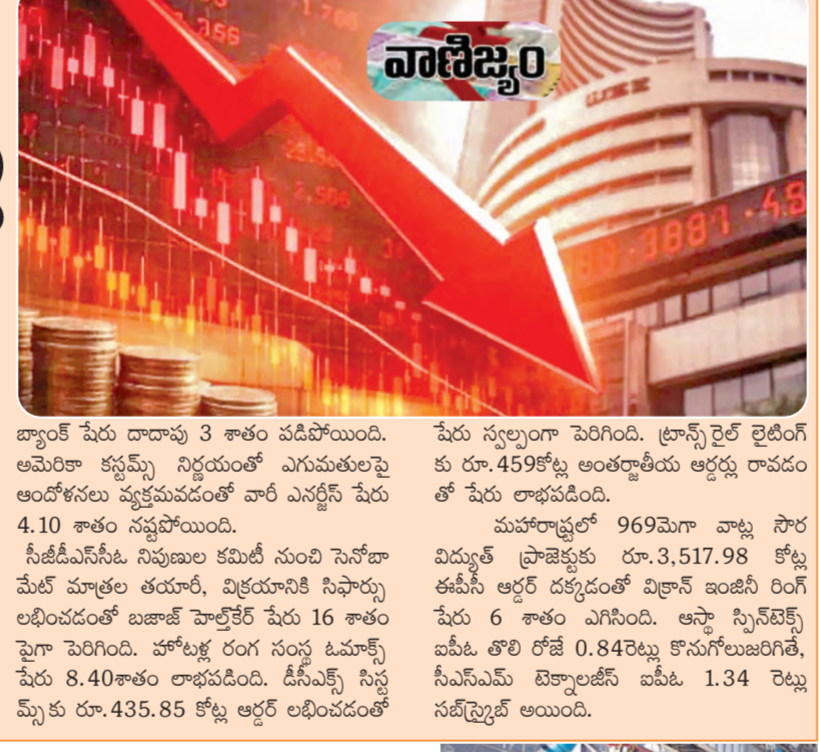 వాణిజ్యం
బ్యాంక్ షేరు దాదాపు 3 శాతం పడిపోయింది.
అమెరికా కస్టమ్స్ నిర్ణయంతో ఎగుమతులపై
ఆందోళనలు వ్యక్తమవడంతో వారీ ఎనర్జీస్ షేరు
4.10 శాతం నష్టపోయింది.
సీజీడీఎస్‌సీఓ నిపుణుల కమిటీ నుంచి సెనోబా
మేట్ మాత్రల తయారీ, విక్రయానికి సిఫార్సు
లభించడంతో బజాజ్ హెల్త్‌కేర్ షేరు 16 శాతం
పైగా పెరిగింది. హోటళ్ల రంగ సంస్థ ఓమాక్స్
షేరు 8.40శాతం లాభపడింది. డీసీఎక్స్ సిస్ట
మ్స్‌కు రూ.435.85 కోట్ల ఆర్డర్ లభించడంతో
షేరు స్వల్పంగా పెరిగింది. ట్రాన్స్‌రైల్ లైటింగ్
కు రూ.459కోట్ల అంతర్జాతీయ ఆర్డర్లు రావడం
తో షేరు లాభపడింది.
మహారాష్ట్రలో 969మెగా వాట్ల సౌర
విద్యుత్ ప్రాజెక్టుకు రూ.3,517.98 కోట్ల
ఈపీసీ ఆర్డర్ దక్కడంతో విక్రాన్ ఇంజినీ రింగ్
షేరు 6 శాతం ఎగిసింది. ఆస్థా స్పిన్‌టెక్స్
ఐపీఓ తొలి రోజే 0.84రెట్లు కొనుగోలుజరిగితే,
సీఎస్ఎమ్ టెక్నాలజీస్ ఐపీఓ 1.34 రెట్లు
సబ్‌స్క్రైబ్ అయింది.